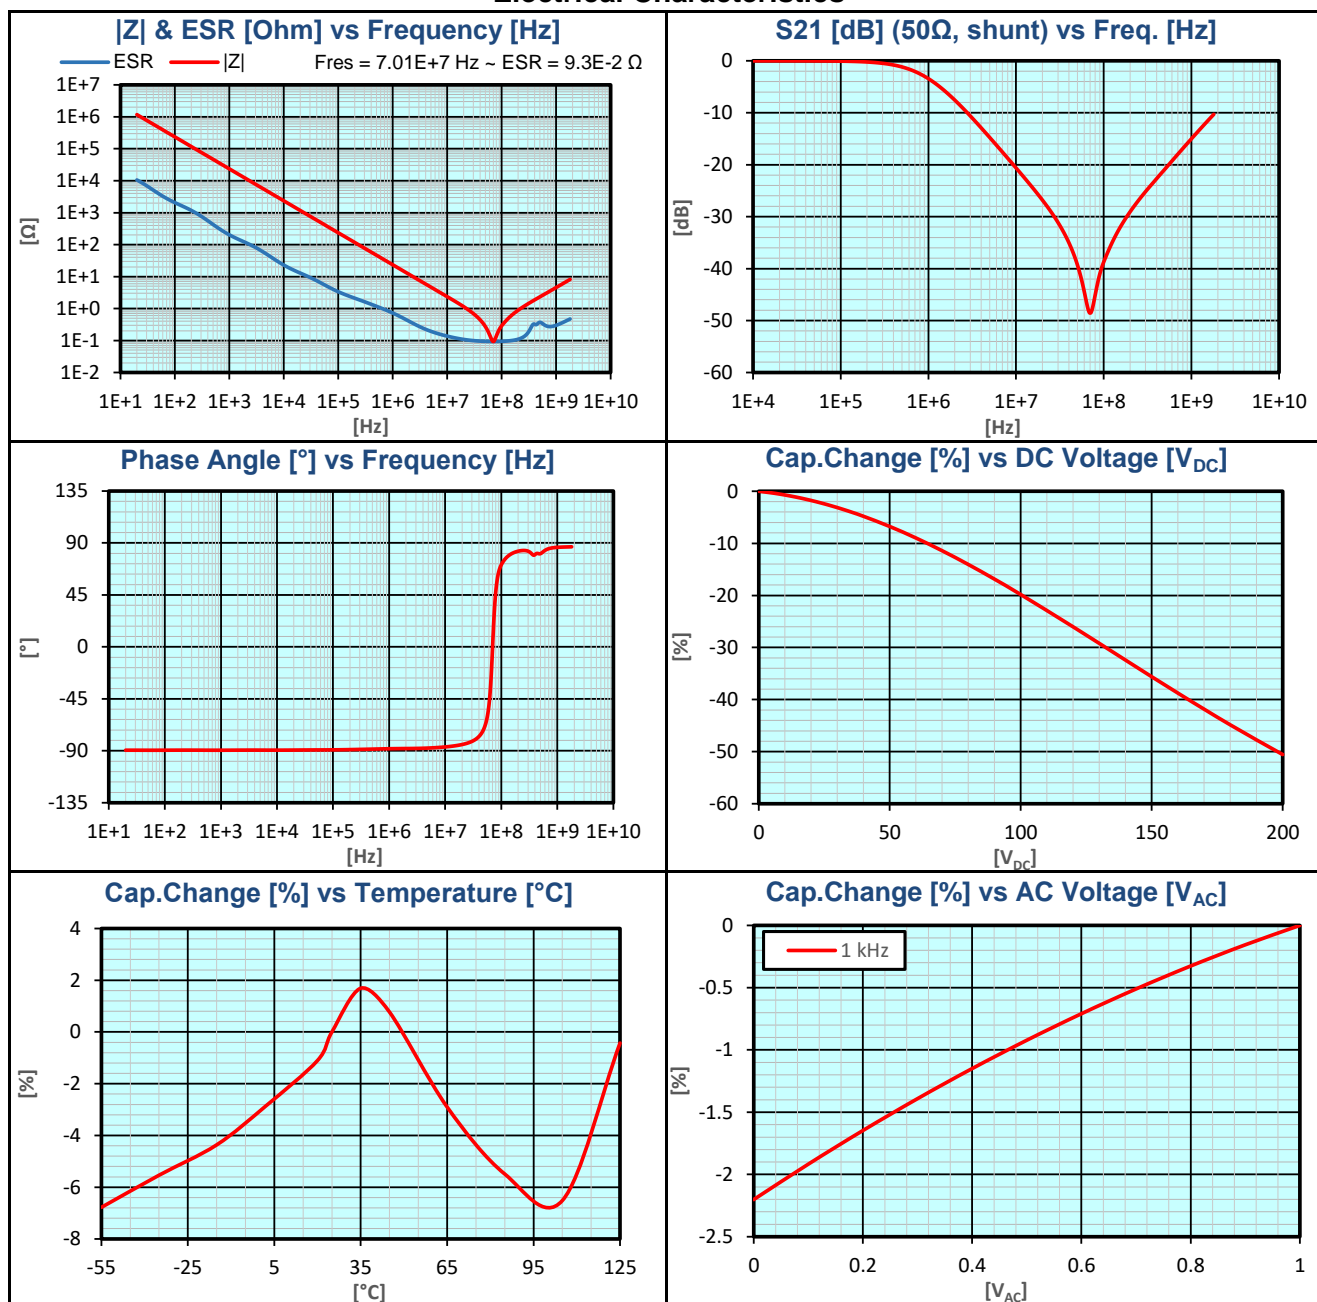 Electrical Characteristics
|Z| & ESR [Ohm] vs Frequency [Hz]
ESR |Z| Fres = 7.01E+7 Hz ~ ESR = 9.3E-2 Ω
1E+7
1E+6
1E+5
1E+4
1E+3
1E+2
1E+1
1E+0
1E-1
1E-2
[Ω]
1E+1 1E+2 1E+3 1E+4 1E+5 1E+6 1E+7 1E+8 1E+9 1E+10
[Hz]
S21 [dB] (50Ω, shunt) vs Freq. [Hz]
0
-10
-20
-30
-40
-50
-60
[dB]
1E+4 1E+5 1E+6 1E+7 1E+8 1E+9 1E+10
[Hz]
Phase Angle [°] vs Frequency [Hz]
135
90
45
0
-45
-90
-135
[°]
1E+1 1E+2 1E+3 1E+4 1E+5 1E+6 1E+7 1E+8 1E+9 1E+10
[Hz]
Cap.Change [%] vs DC Voltage [VDC]
0
-10
-20
-30
-40
-50
-60
[%]
0 50 100 150 200
[VDC]
Cap.Change [%] vs Temperature [°C]
4
2
0
-2
-4
-6
-8
[%]
-55 -25 5 35 65 95 125
[°C]
Cap.Change [%] vs AC Voltage [VAC]
1 kHz
0
-0.5
-1
-1.5
-2
-2.5
[%]
0 0.2 0.4 0.6 0.8 1
[VAC]